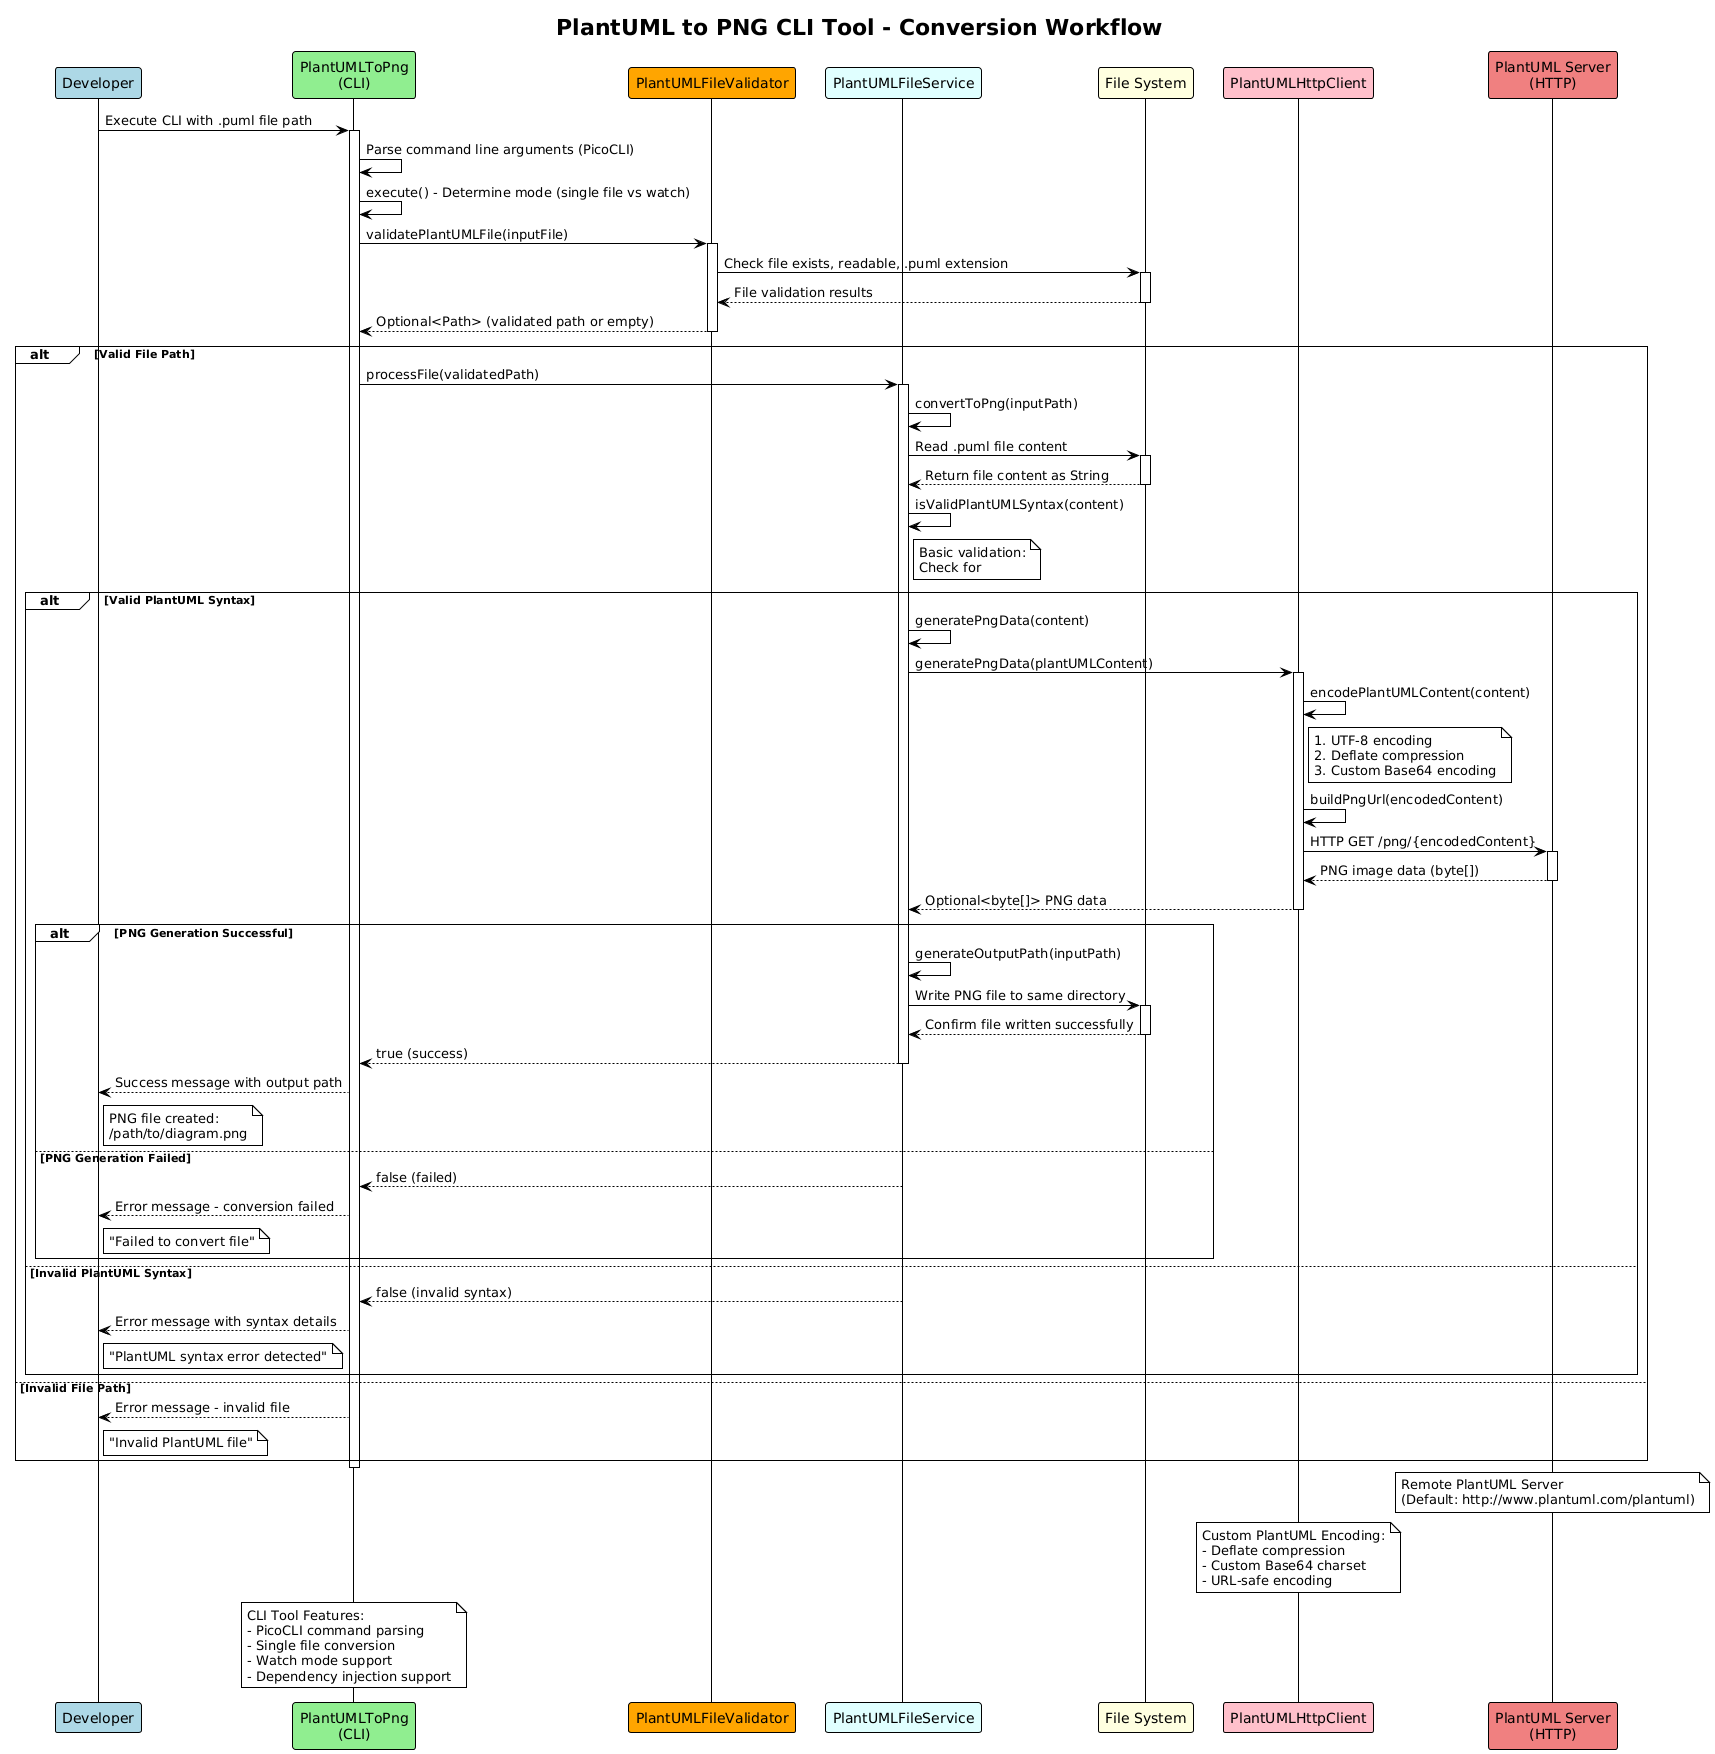 PlantUML to PNG CLI Tool - Conversion Workflow
Developer
PlantUMLToPng
(CLI)
PlantUMLFileValidator
PlantUMLFileService
File System
PlantUMLHttpClient
PlantUML Server
(HTTP)
Execute CLI with .puml file path
Parse command line arguments (PicoCLI)
execute() - Determine mode (single file vs watch)
validatePlantUMLFile(inputFile)
Check file exists, readable, .puml extension
File validation results
Optional<Path> (validated path or empty)
alt
[Valid File Path]
processFile(validatedPath)
convertToPng(inputPath)
Read .puml file content
Return file content as String
isValidPlantUMLSyntax(content)
Basic validation:
Check for
alt
[Valid PlantUML Syntax]
generatePngData(content)
generatePngData(plantUMLContent)
encodePlantUMLContent(content)
1. UTF-8 encoding
2. Deflate compression
3. Custom Base64 encoding
buildPngUrl(encodedContent)
HTTP GET /png/{encodedContent}
PNG image data (byte[])
Optional<byte[]> PNG data
alt
[PNG Generation Successful]
generateOutputPath(inputPath)
Write PNG file to same directory
Confirm file written successfully
true (success)
Success message with output path
PNG file created:
/path/to/diagram.png
[PNG Generation Failed]
false (failed)
Error message - conversion failed
"Failed to convert file"
[Invalid PlantUML Syntax]
false (invalid syntax)
Error message with syntax details
"PlantUML syntax error detected"
[Invalid File Path]
Error message - invalid file
"Invalid PlantUML file"
Remote PlantUML Server
(Default: http://www.plantuml.com/plantuml)
Custom PlantUML Encoding:
- Deflate compression
- Custom Base64 charset
- URL-safe encoding
CLI Tool Features:
- PicoCLI command parsing
- Single file conversion
- Watch mode support
- Dependency injection support
Developer
PlantUMLToPng
(CLI)
PlantUMLFileValidator
PlantUMLFileService
File System
PlantUMLHttpClient
PlantUML Server
(HTTP)